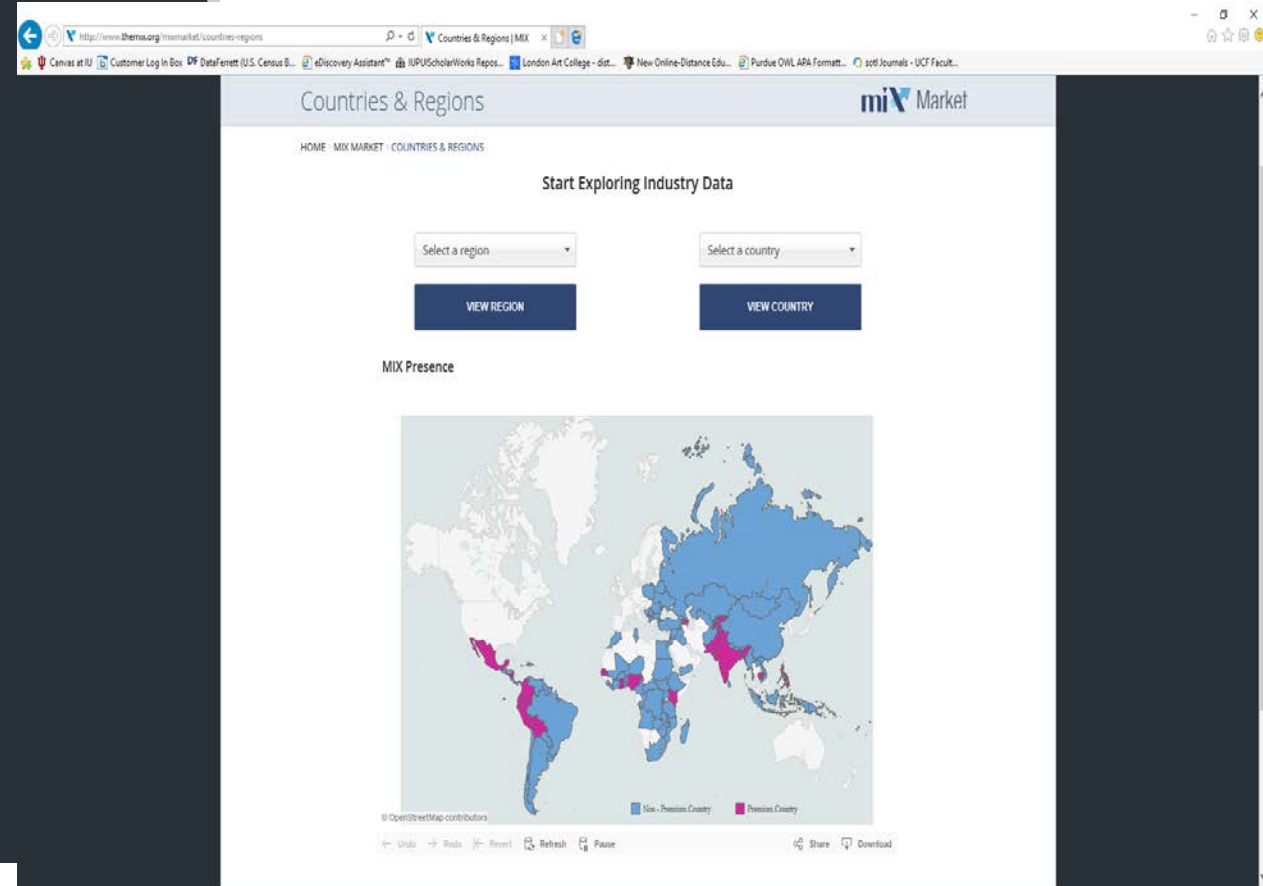 http://www.themix.org/mixmarket/countries-regions
Countries & Regions | MIX
Canvas at IU Customer Log In Box DF DataFerrett (U.S. Census B... eDiscovery Assistant™ IUPUIScholarWorks Repos... London Art College - dist... New Online-Distance Edu... Purdue OWL APA Formatt... sotl Journals - UCF Facult...
Countries & Regions
miX Market
HOME · MIX MARKET · COUNTRIES & REGIONS
Start Exploring Industry Data
Select a region
Select a country
VIEW REGION
VIEW COUNTRY
MIX Presence
Non - Premium Country
Premium Country
© OpenStreetMap contributors
Undo Redo Revert Refresh Pause Share Download